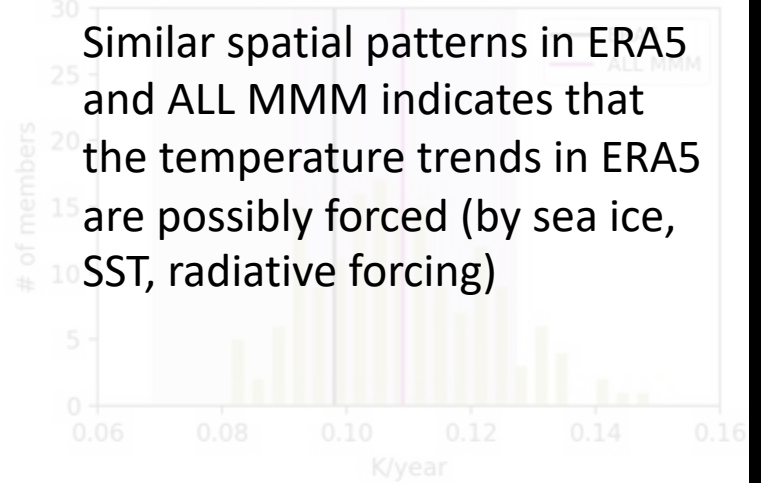 30
Similar spatial patterns in ERA5
ALL MMM
25
and ALL MMM indicates that
20
the temperature trends in ERA5
# of members
15
are possibly forced (by sea ice,
10
SST, radiative forcing)
5
0
0.06 0.08 0.10 0.12 0.14 0.16
K/year